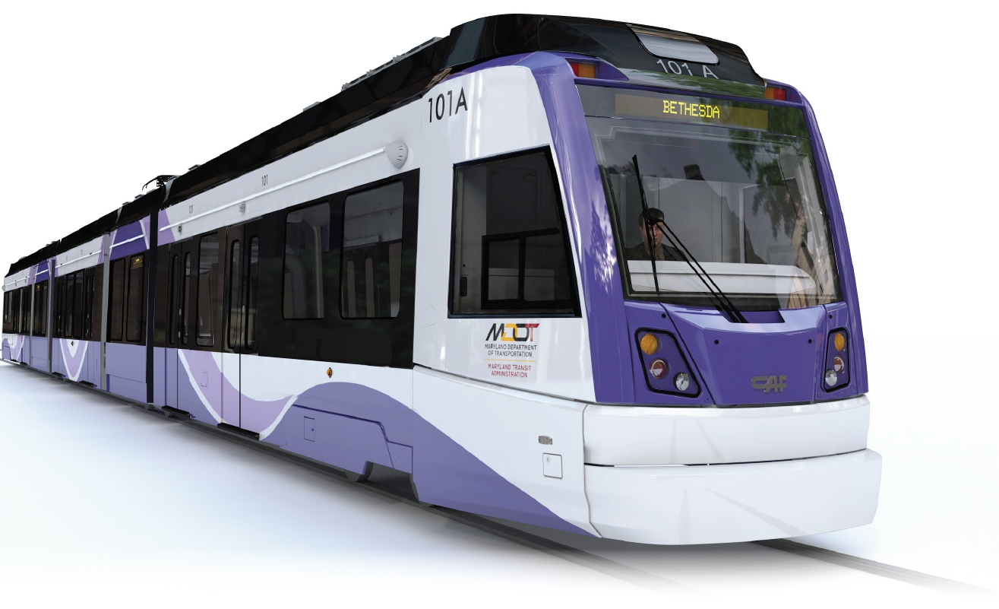 101 A
BETHESDA
101A
101
101
MDOT
MARYLAND DEPARTMENT
OF TRANSPORTATION
MARYLAND TRANSIT
ADMINISTRATION
CAF